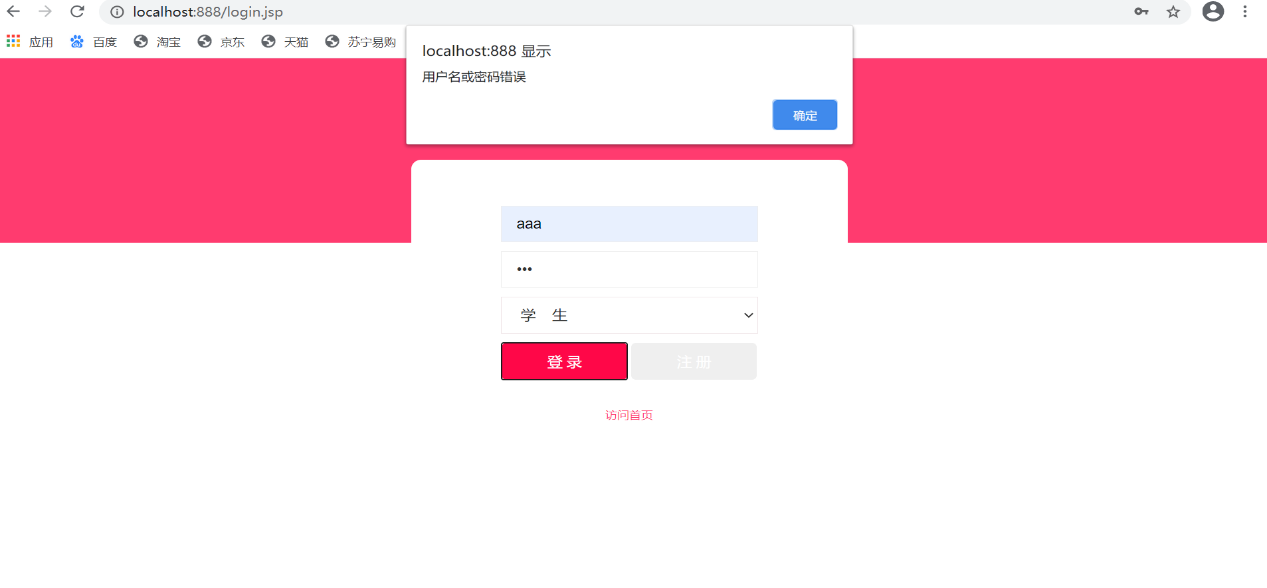 localhost:888/login.jsp
应用 百度 淘宝 京东 天猫 苏宁易购
localhost:888 显示
用户名或密码错误
确定
aaa
•••
学 生
登 录 注 册
访问首页